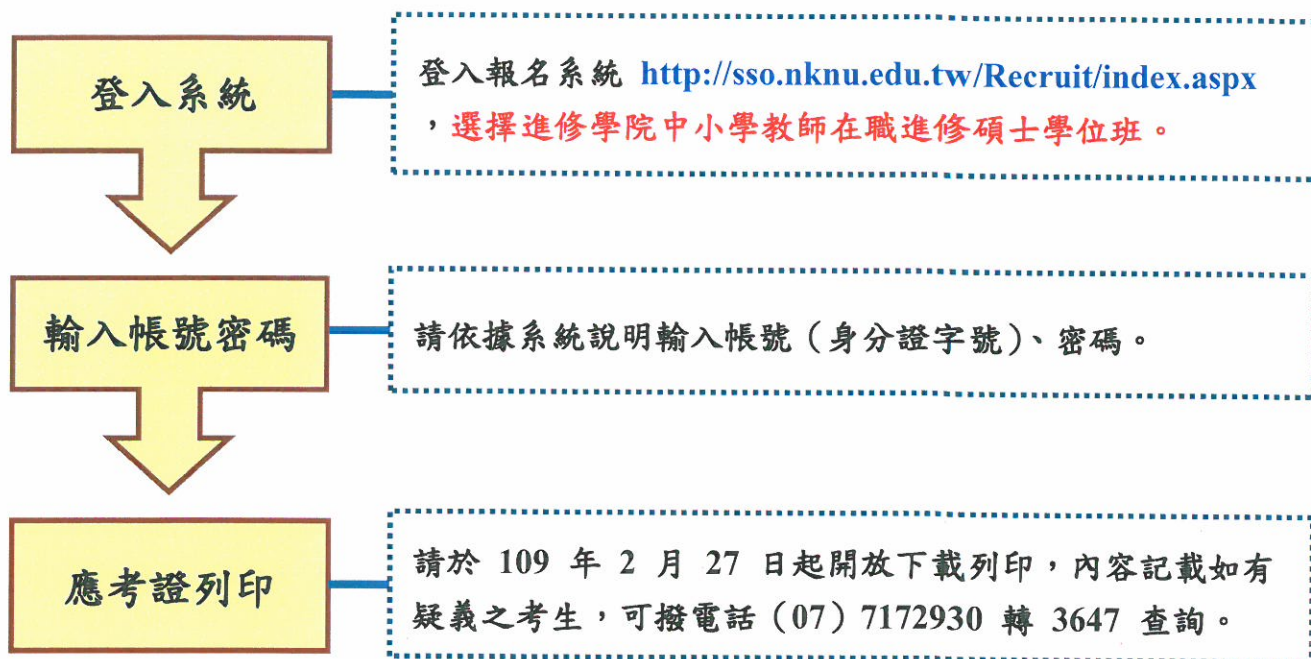 登入系統
登入報名系統 http://sso.nknu.edu.tw/Recruit/index.aspx
，選擇進修學院中小學教師在職進修碩士學位班。
輸入帳號密碼
請依據系統說明輸入帳號（身分證字號）、密碼。
應考證列印
請於 109 年 2 月 27 日起開放下載列印，內容記載如有
疑義之考生，可撥電話（07）7172930 轉 3647 查詢。